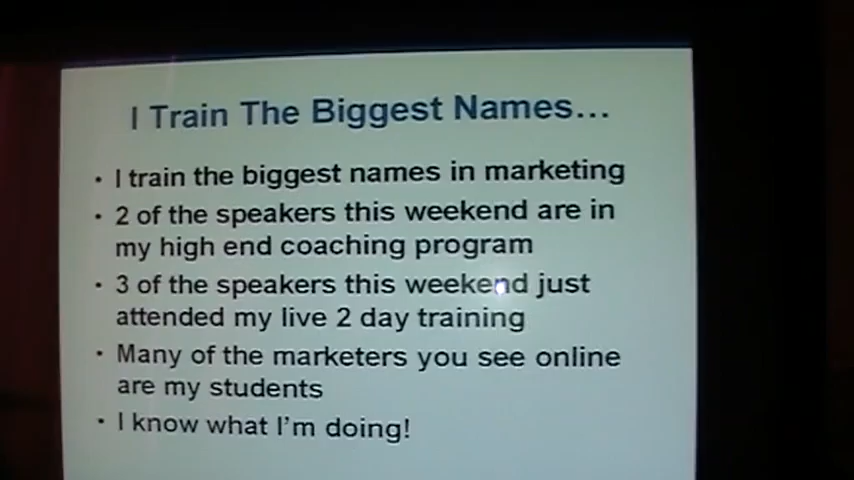 I Train The Biggest Names...
• I train the biggest names in marketing
• 2 of the speakers this weekend are in
my high end coaching program
• 3 of the speakers this weekend just
attended my live 2 day training
• Many of the marketers you see online
are my students
• I know what I'm doing!